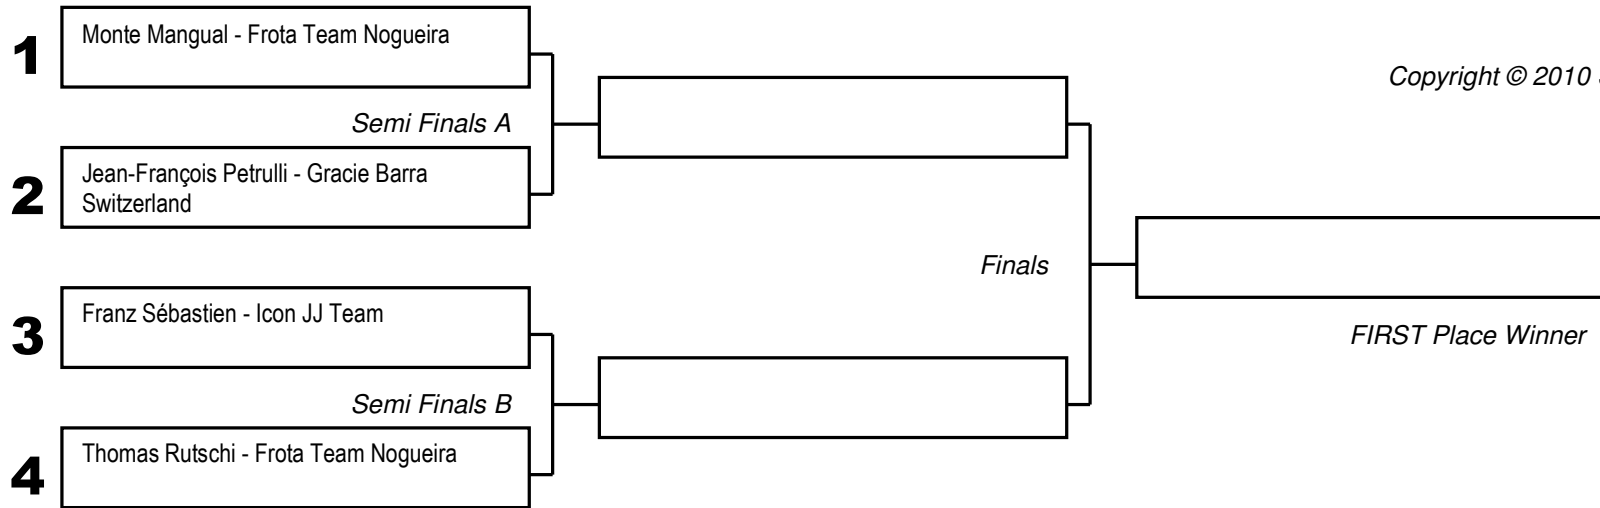 1
Monte Mangual - Frota Team Nogueira
Copyright © 2010
Semi Finals A
2
Jean-François Petrulli - Gracie Barra
Switzerland
Finals
3
Franz Sébastien - Icon JJ Team
FIRST Place Winner
Semi Finals B
4
Thomas Rutschi - Frota Team Nogueira